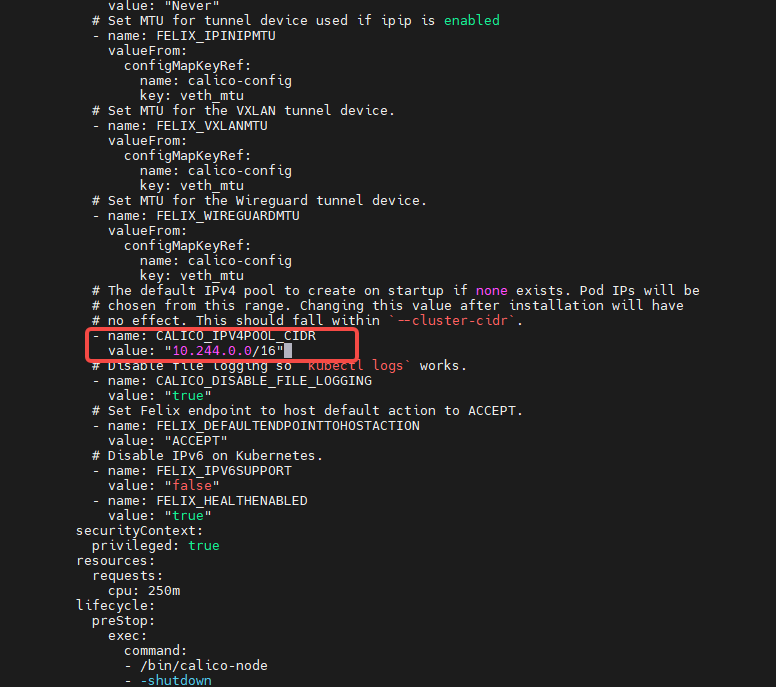 value: "Never"
# Set MTU for tunnel device used if ipip is enabled
- name: FELIX_IPINIPMTU
valueFrom:
configMapKeyRef:
name: calico-config
key: veth_mtu
# Set MTU for the VXLAN tunnel device.
- name: FELIX_VXLANMTU
valueFrom:
configMapKeyRef:
name: calico-config
key: veth_mtu
# Set MTU for the Wireguard tunnel device.
- name: FELIX_WIREGUARDMTU
valueFrom:
configMapKeyRef:
name: calico-config
key: veth_mtu
# The default IPv4 pool to create on startup if none exists. Pod IPs will be
# chosen from this range. Changing this value after installation will have
# no effect. This should fall within `--cluster-cidr`.
- name: CALICO_IPV4POOL_CIDR
value: "10.244.0.0/16"
# Disable file logging so `kubectl logs` works.
- name: CALICO_DISABLE_FILE_LOGGING
value: "true"
# Set Felix endpoint to host default action to ACCEPT.
- name: FELIX_DEFAULTENDPOINTTOHOSTACTION
value: "ACCEPT"
# Disable IPv6 on Kubernetes.
- name: FELIX_IPV6SUPPORT
value: "false"
- name: FELIX_HEALTHENABLED
value: "true"
securityContext:
privileged: true
resources:
requests:
cpu: 250m
lifecycle:
preStop:
exec:
command:
- /bin/calico-node
- -shutdown